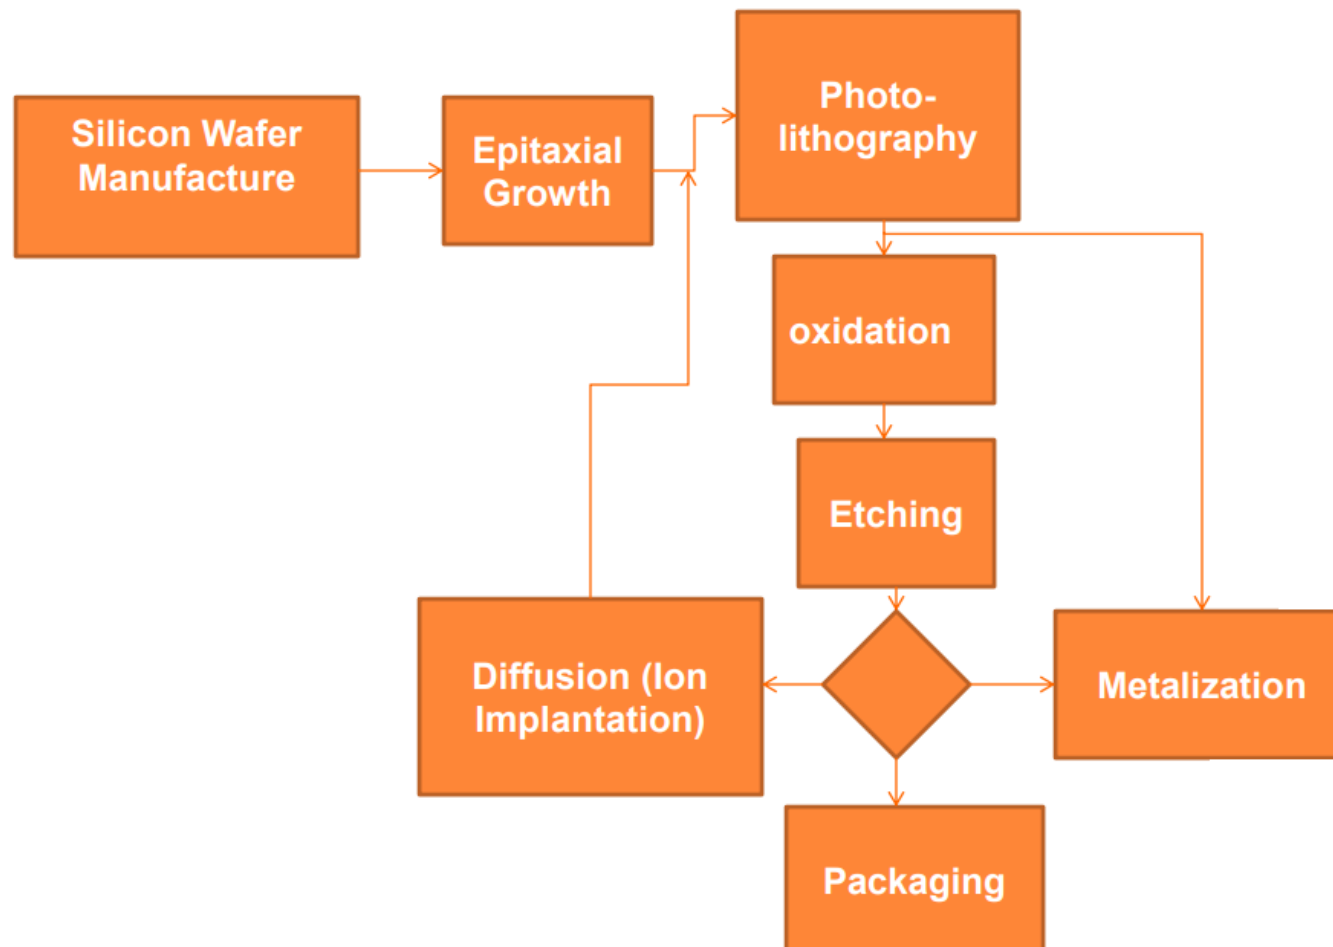 Silicon Wafer
Manufacture
Epitaxial
Growth
Photo-
lithography
oxidation
Etching
Diffusion (Ion
Implantation)
Metalization
Packaging